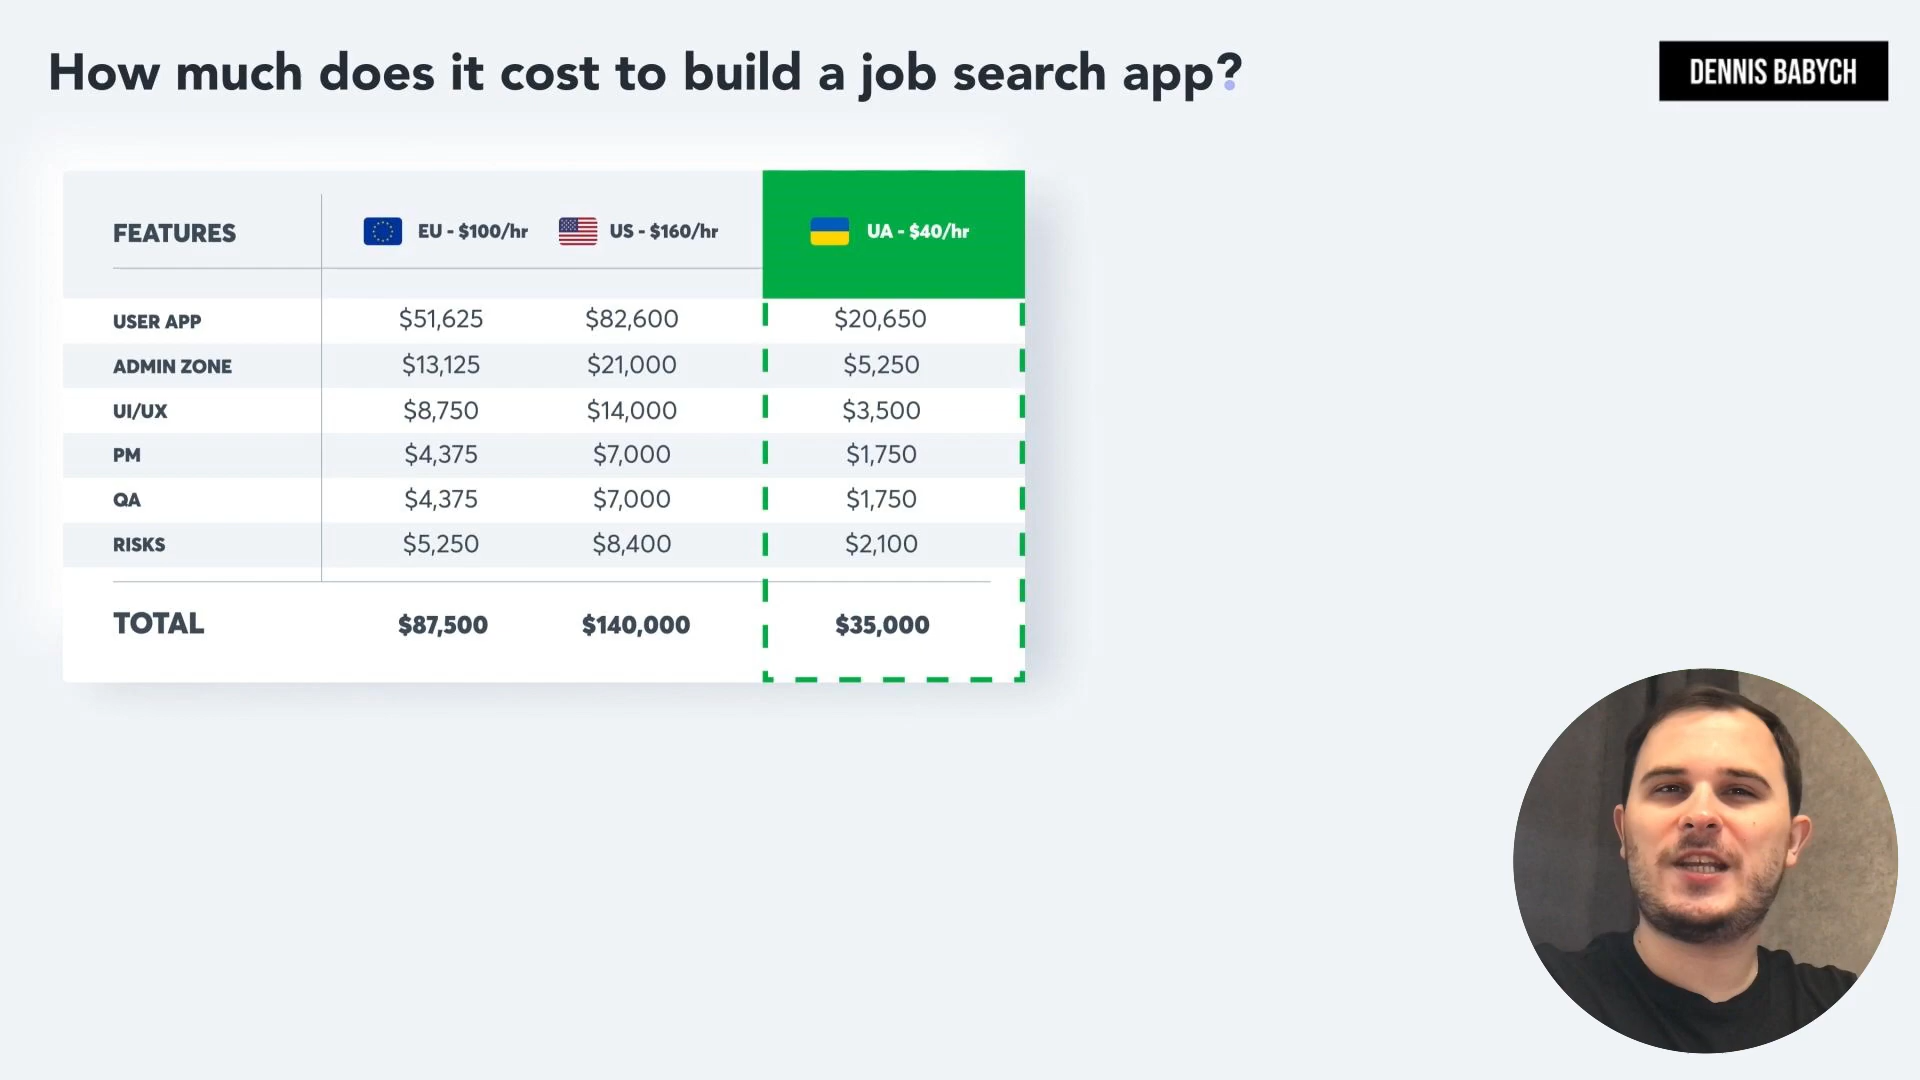 How much does it cost to build a job search app?
DENNIS BABYCH
FEATURES EU - $100/hr US - $160/hr UA - $40/hr
USER APP $51,625 $82,600 $20,650
ADMIN ZONE $13,125 $21,000 $5,250
UI/UX $8,750 $14,000 $3,500
PM $4,375 $7,000 $1,750
QA $4,375 $7,000 $1,750
RISKS $5,250 $8,400 $2,100
TOTAL $87,500 $140,000 $35,000